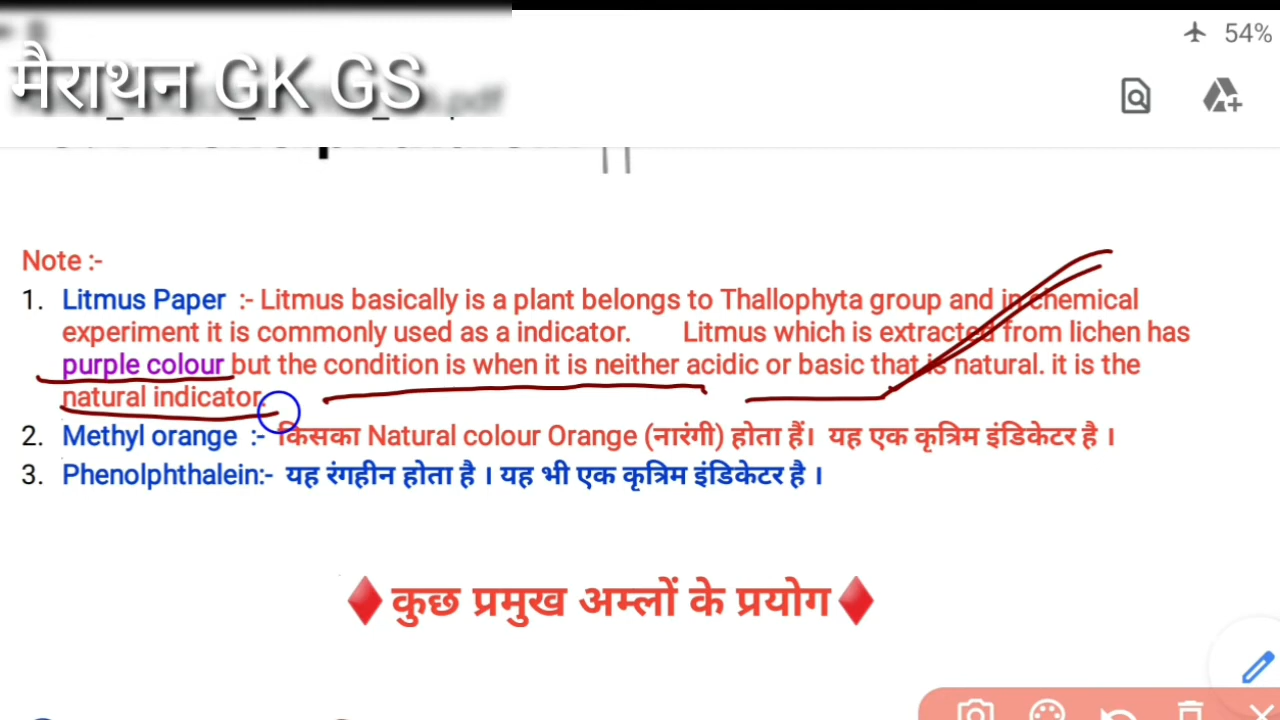 54%
मैराथन GK GS
.pdf
Note :-
1. Litmus Paper :- Litmus basically is a plant belongs to Thallophyta group and in chemical
experiment it is commonly used as a indicator. Litmus which is extracted from lichen has
purple colour but the condition is when it is neither acidic or basic that is natural. it is the
natural indicator.
2. Methyl orange :- किसका Natural colour Orange (नारंगी) होता हैं। यह एक कृत्रिम इंडिकेटर है ।
3. Phenolphthalein:- यह रंगहीन होता है । यह भी एक कृत्रिम इंडिकेटर है ।
♦कुछ प्रमुख अम्लों के प्रयोग♦